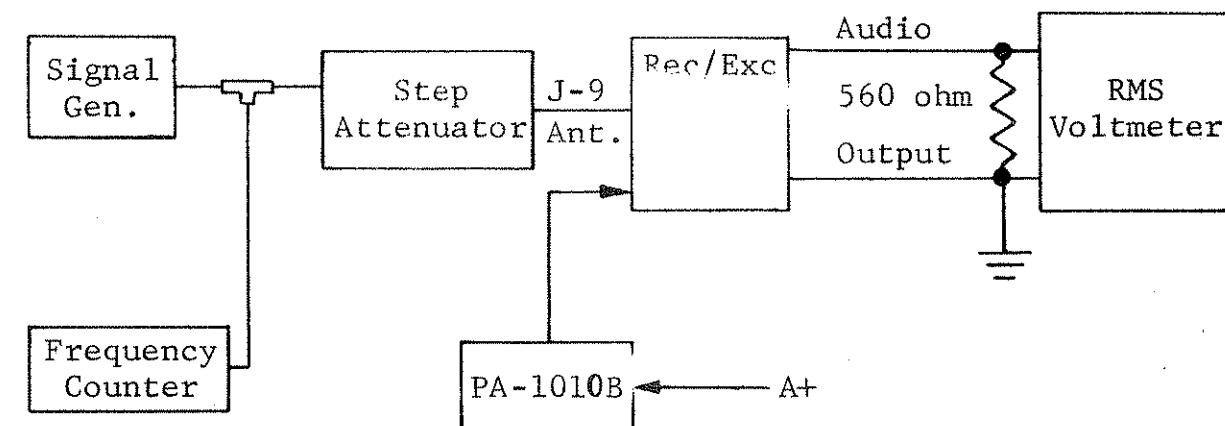 Signal
Gen.
Step
Attenuator
J-9
Ant.
Rec/Exc
Audio
560 ohm
Output
RMS
Voltmeter
Frequency
Counter
PA-1010B
A+